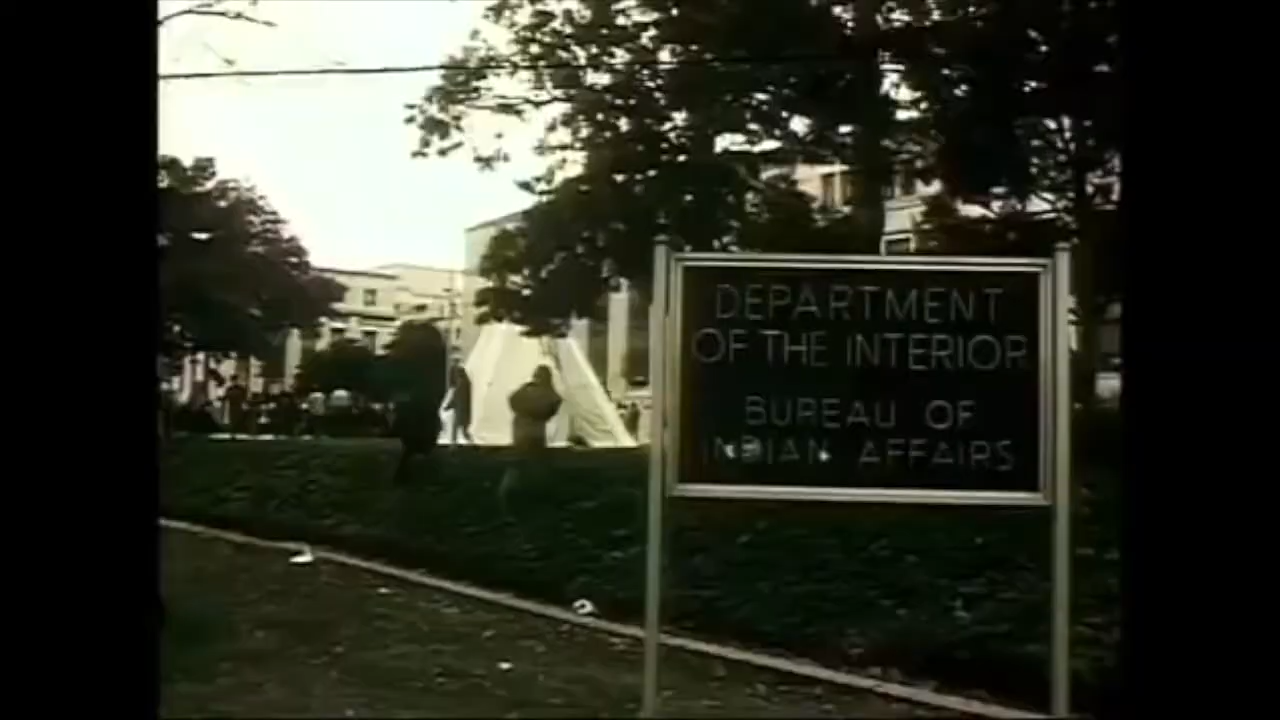 DEPARTMENT
OF THE INTERIOR
BUREAU OF
INDIAN AFFAIRS